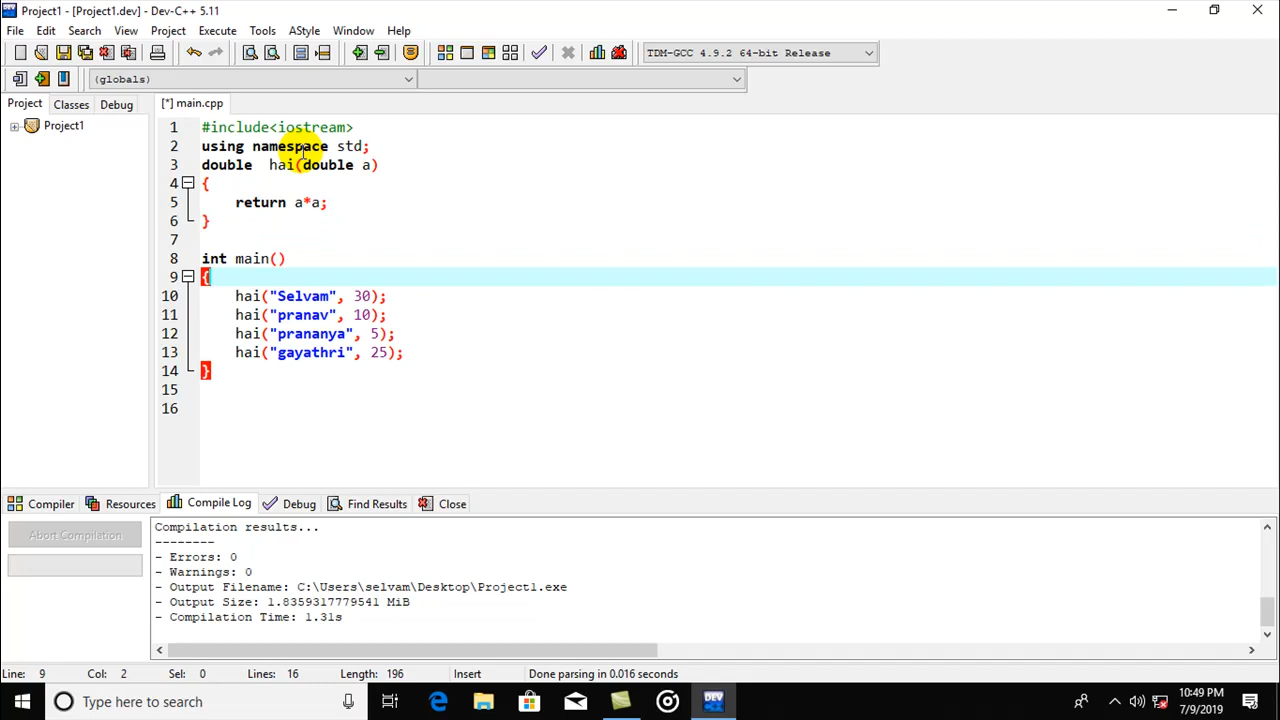 Project1 - [Project1.dev] - Dev-C++ 5.11
File Edit Search View Project Execute Tools AStyle Window Help
TDM-GCC 4.9.2 64-bit Release
(globals)
Project Classes Debug [*] main.cpp
Project1
1 #include<iostream>
2 using namespace std;
3 double  hai(double a)
4 {
5 return a*a;
6 }
7
8 int main()
9 {
10 hai("Selvam", 30);
11 hai("pranav", 10);
12 hai("prananya", 5);
13 hai("gayathri", 25);
14 }
15
16
Compiler Resources Compile Log Debug Find Results Close
Abort Compilation
Compilation results...
--------
- Errors: 0
- Warnings: 0
- Output Filename: C:\Users\selvam\Desktop\Project1.exe
- Output Size: 1.8359317779541 MiB
- Compilation Time: 1.31s
Line: 9 Col: 2 Sel: 0 Lines: 16 Length: 196 Insert Done parsing in 0.016 seconds
Type here to search
DEV
10:49 PM
7/9/2019